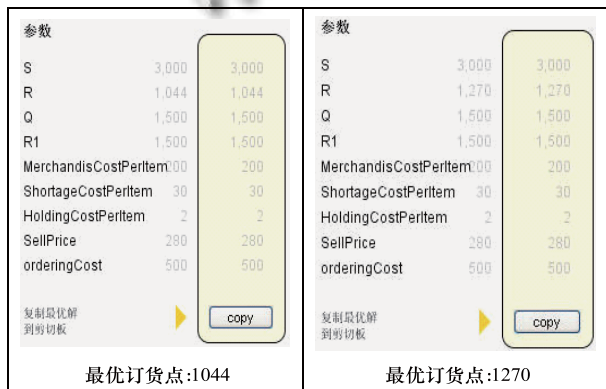 参数
S 3,000 3,000
R 1,044 1,044
Q 1,500 1,500
R1 1,500 1,500
MerchandisCostPerItem 200 200
ShortageCostPerItem 30 30
HoldingCostPerItem 2 2
SellPrice 280 280
orderingCost 500 500
复制最优解
到剪切板
copy
最优订货点:1044
参数
S 3,000 3,000
R 1,270 1,270
Q 1,500 1,500
R1 1,500 1,500
MerchandisCostPerItem 200 200
ShortageCostPerItem 30 30
HoldingCostPerItem 2 2
SellPrice 280 280
orderingCost 500 500
复制最优解
到剪切板
copy
最优订货点:1270